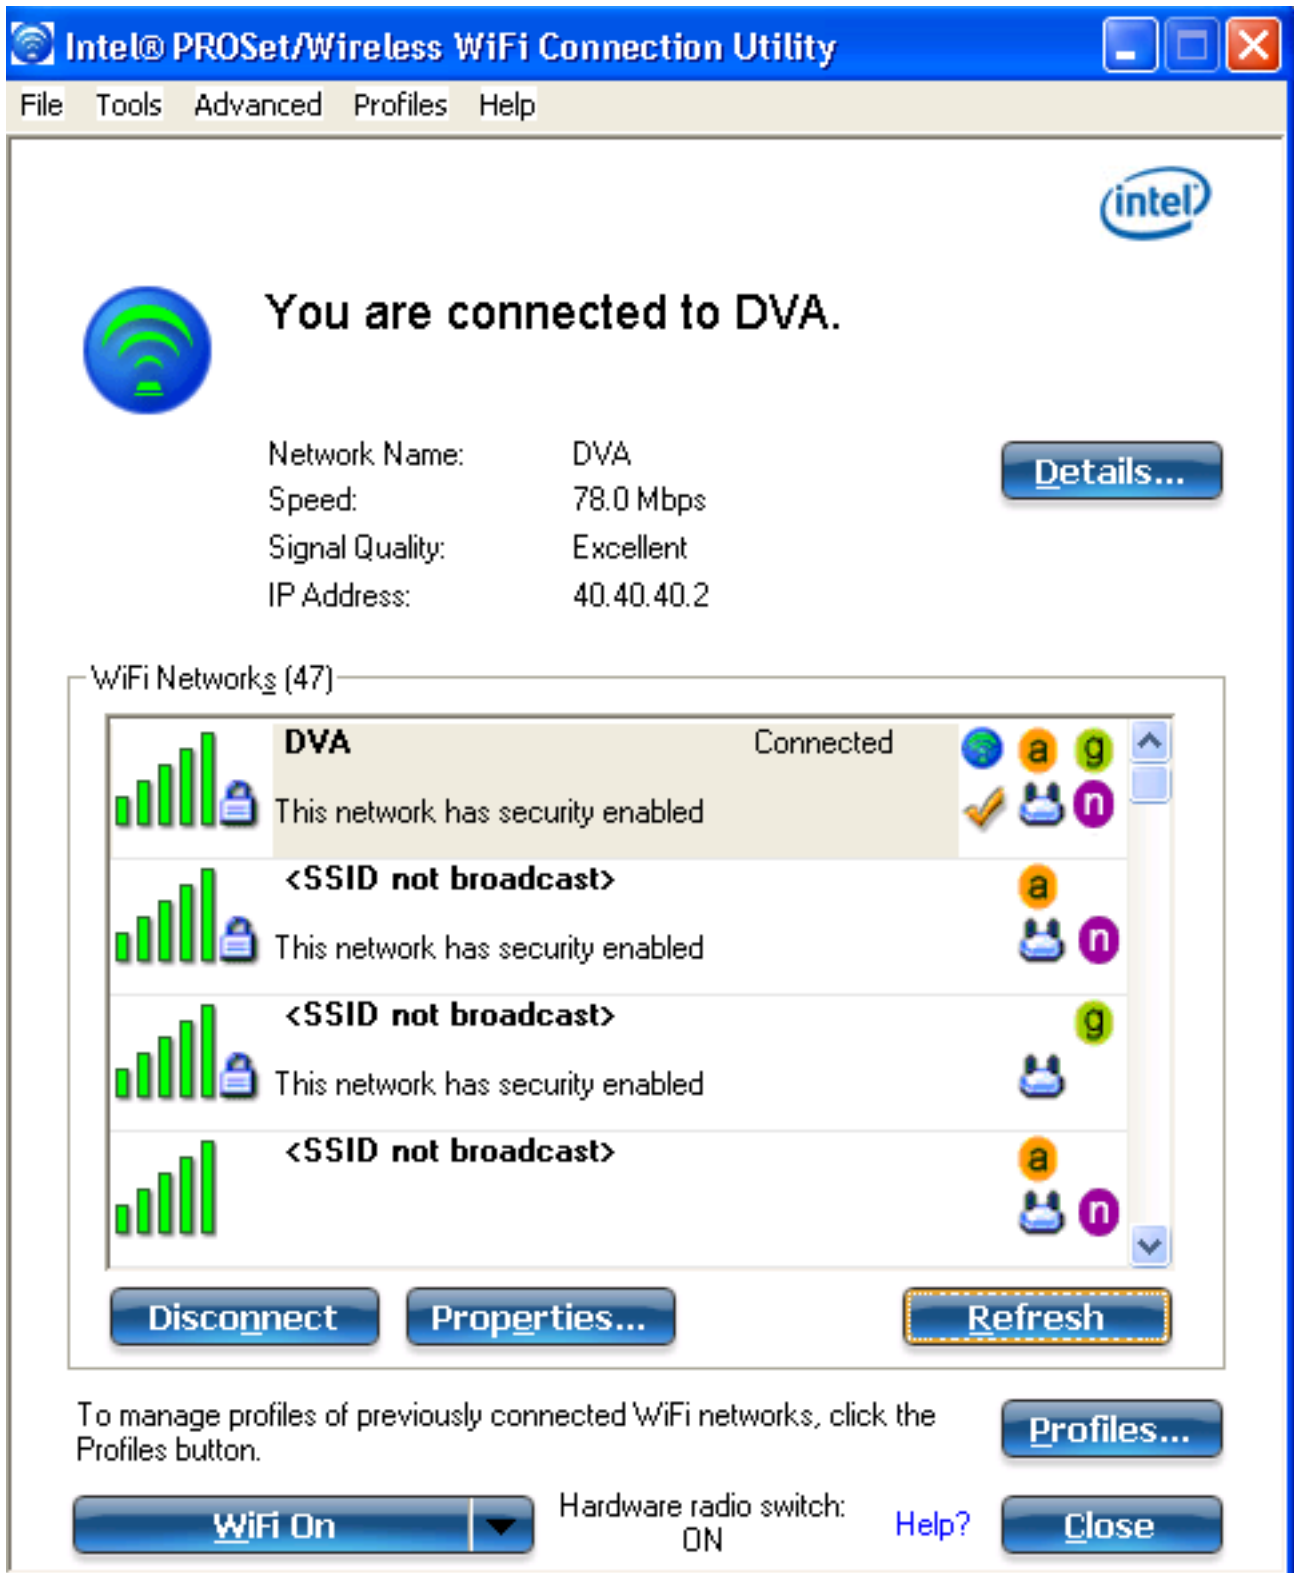 Intel® PROSet/Wireless WiFi Connection Utility
File Tools Advanced Profiles Help
intel
You are connected to DVA.
Network Name: DVA
Details...
Speed: 78.0 Mbps
Signal Quality: Excellent
IP Address: 40.40.40.2
WiFi Networks (47)
DVA Connected a g
This network has security enabled n
<SSID not broadcast> a
This network has security enabled n
<SSID not broadcast> g
This network has security enabled
<SSID not broadcast> a
n
Disconnect Properties... Refresh
To manage profiles of previously connected WiFi networks, click the
Profiles button.
Profiles...
WiFi On
Hardware radio switch:
ON
Help?
Close